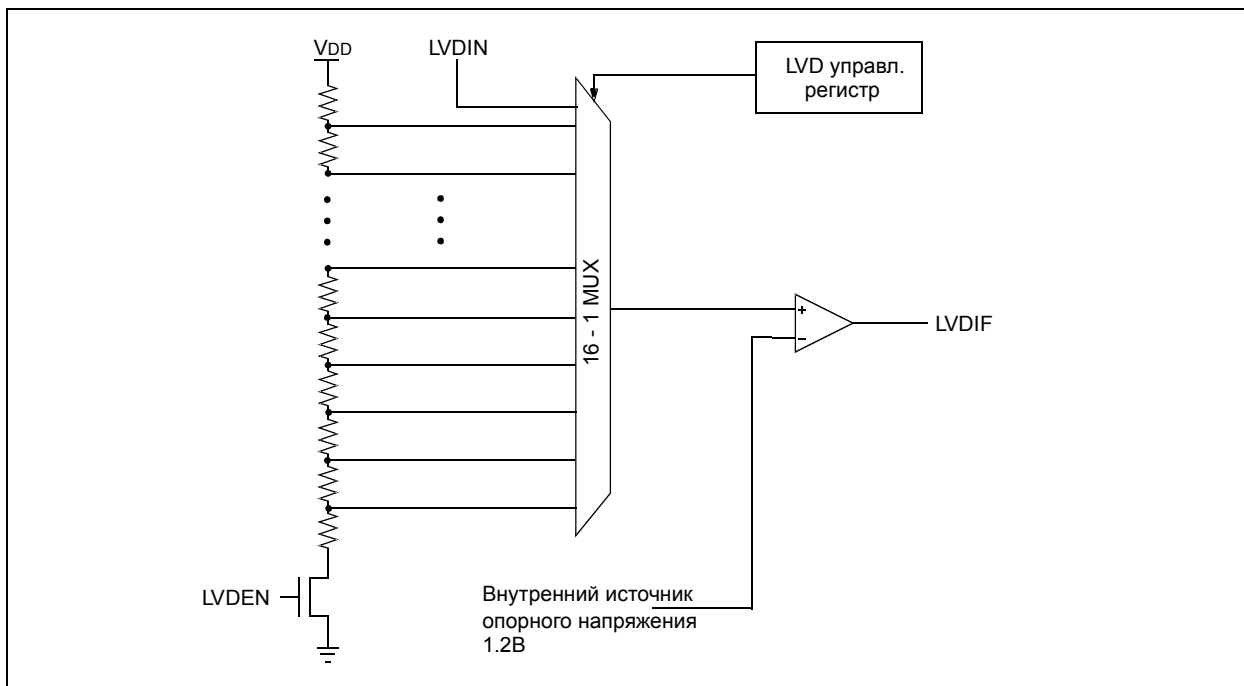 VDD
LVDIN
LVD управл.
регистр
16 - 1 MUX
+
−
LVDIF
LVDEN
Внутренний источник
опорного напряжения
1.2В